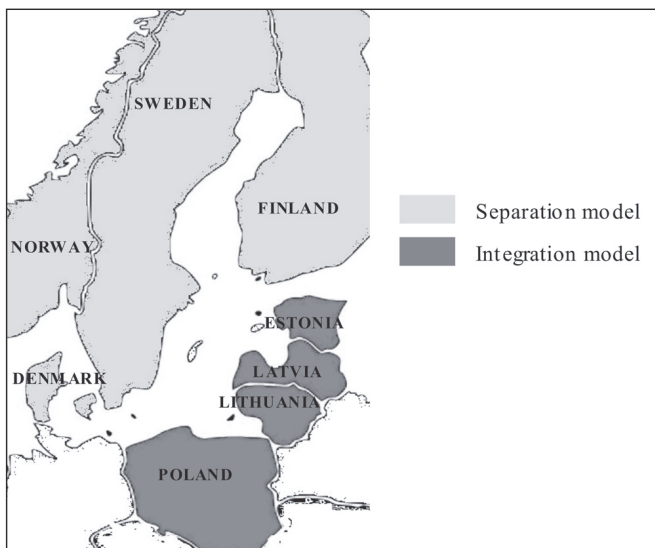 SWEDEN
FINLAND
NORWAY
ESTONIA
DENMARK
LATVIA
LITHUANIA
POLAND
Separation model
Integration model